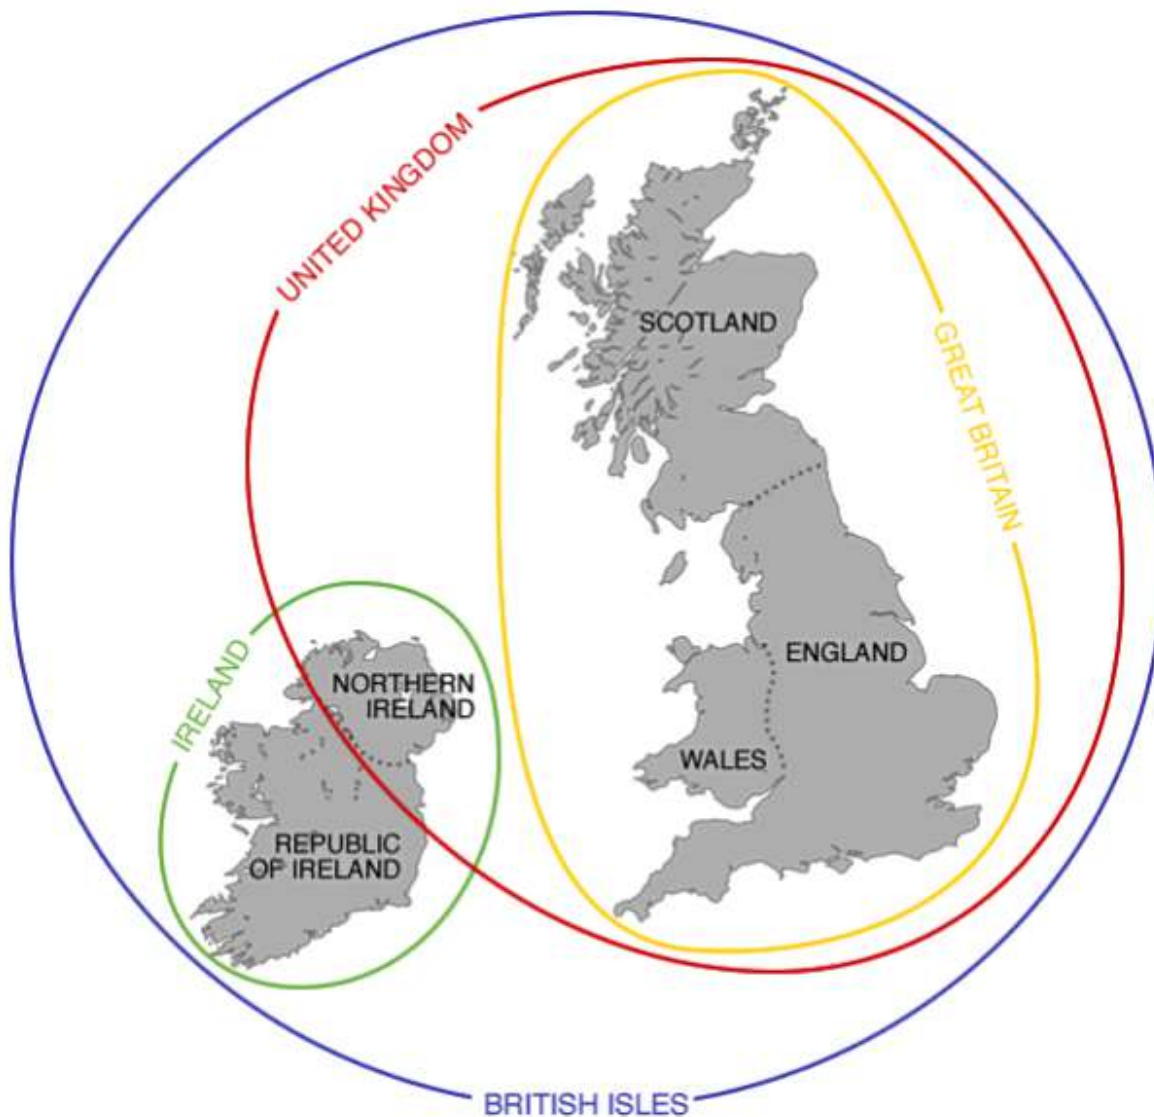 UNITED KINGDOM
SCOTLAND
GREAT BRITAIN
ENGLAND
IRELAND
NORTHERN
IRELAND
WALES
REPUBLIC
OF IRELAND
BRITISH ISLES